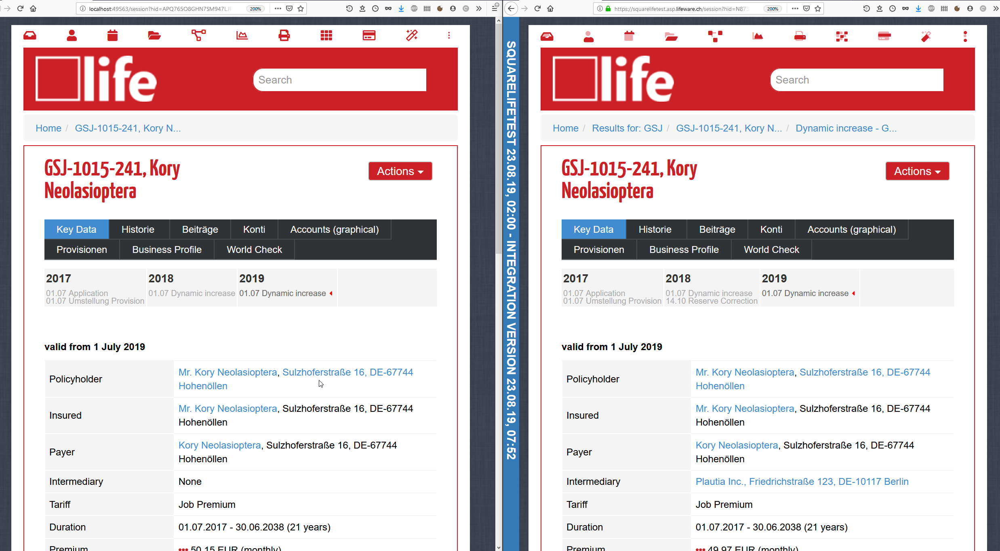 localhost:49563/session?hid=APQ765O8GHN7SM947LJF
200%
life
Search
Home / GSJ-1015-241, Kory N...
GSJ-1015-241, Kory
Neolasioptera
Actions
Key Data Historie Beiträge Konti Accounts (graphical)
Provisionen Business Profile World Check
2017 2018 2019
01.07 Application 01.07 Dynamic increase 01.07 Dynamic increase
01.07 Umstellung Provision
valid from 1 July 2019
Policyholder Mr. Kory Neolasioptera, Sulzhoferstraße 16, DE-67744
Hohenöllen
Insured Mr. Kory Neolasioptera, Sulzhoferstraße 16, DE-67744
Hohenöllen
Payer Kory Neolasioptera, Sulzhoferstraße 16, DE-67744
Hohenöllen
Intermediary None
Tariff Job Premium
Duration 01.07.2017 - 30.06.2038 (21 years)
Premium 50,15 EUR (monthly)
SQUARELIFETEST 23.08.19, 02:00 - INTEGRATION VERSION 23.08.19, 07:52
https://squarelifetest.asp.lifeware.ch/session?hid=N873
200%
life
Search
Home / Results for: GSJ / GSJ-1015-241, Kory N... / Dynamic increase - G...
GSJ-1015-241, Kory
Neolasioptera
Actions
Key Data Historie Beiträge Konti Accounts (graphical)
Provisionen Business Profile World Check
2017 2018 2019
01.07 Application 01.07 Dynamic increase 01.07 Dynamic increase
01.07 Umstellung Provision 14.10 Reserve Correction
valid from 1 July 2019
Policyholder Mr. Kory Neolasioptera, Sulzhoferstraße 16, DE-67744
Hohenöllen
Insured Mr. Kory Neolasioptera, Sulzhoferstraße 16, DE-67744
Hohenöllen
Payer Kory Neolasioptera, Sulzhoferstraße 16, DE-67744
Hohenöllen
Intermediary Plautia Inc., Friedrichstraße 123, DE-10117 Berlin
Tariff Job Premium
Duration 01.07.2017 - 30.06.2038 (21 years)
Premium 49,97 EUR (monthly)